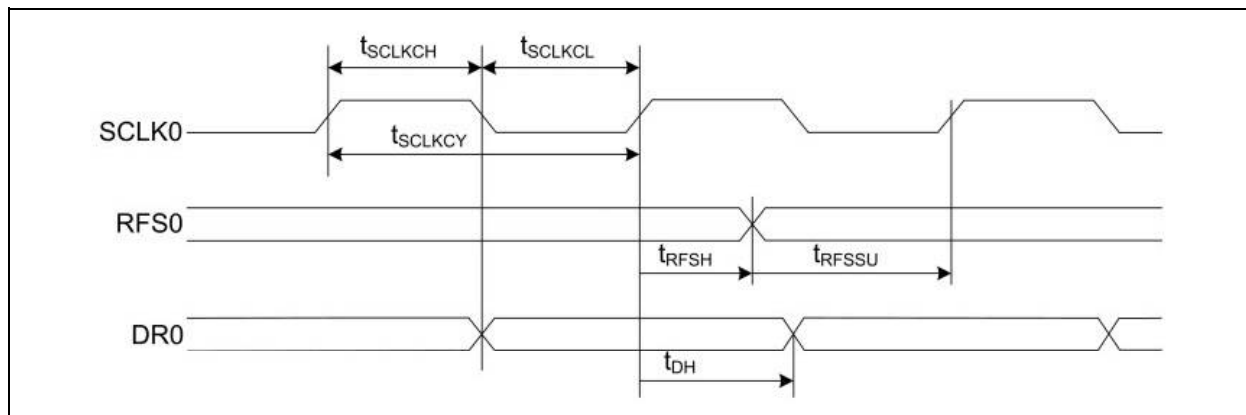 tSCLKCH
tSCLKCL
SCLK0
tSCLKCY
RFS0
tRFSH
tRFSSU
DR0
tDH